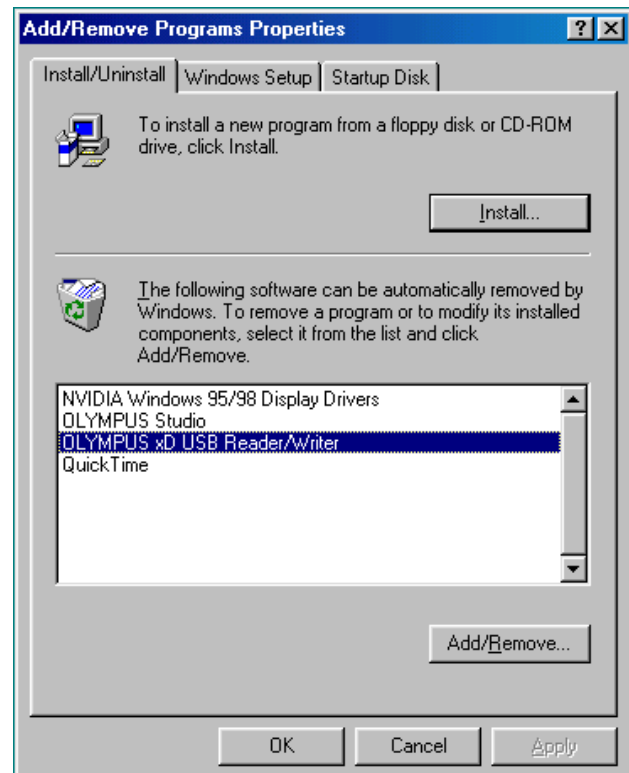 Add/Remove Programs Properties
Install/Uninstall
Windows Setup
Startup Disk
To install a new program from a floppy disk or CD-ROM
drive, click Install.
Install...
The following software can be automatically removed by
Windows. To remove a program or to modify its installed
components, select it from the list and click
Add/Remove.
NVIDIA Windows 95/98 Display Drivers
OLYMPUS Studio
OLYMPUS xD USB Reader/Writer
QuickTime
Add/Remove...
OK
Cancel
Apply